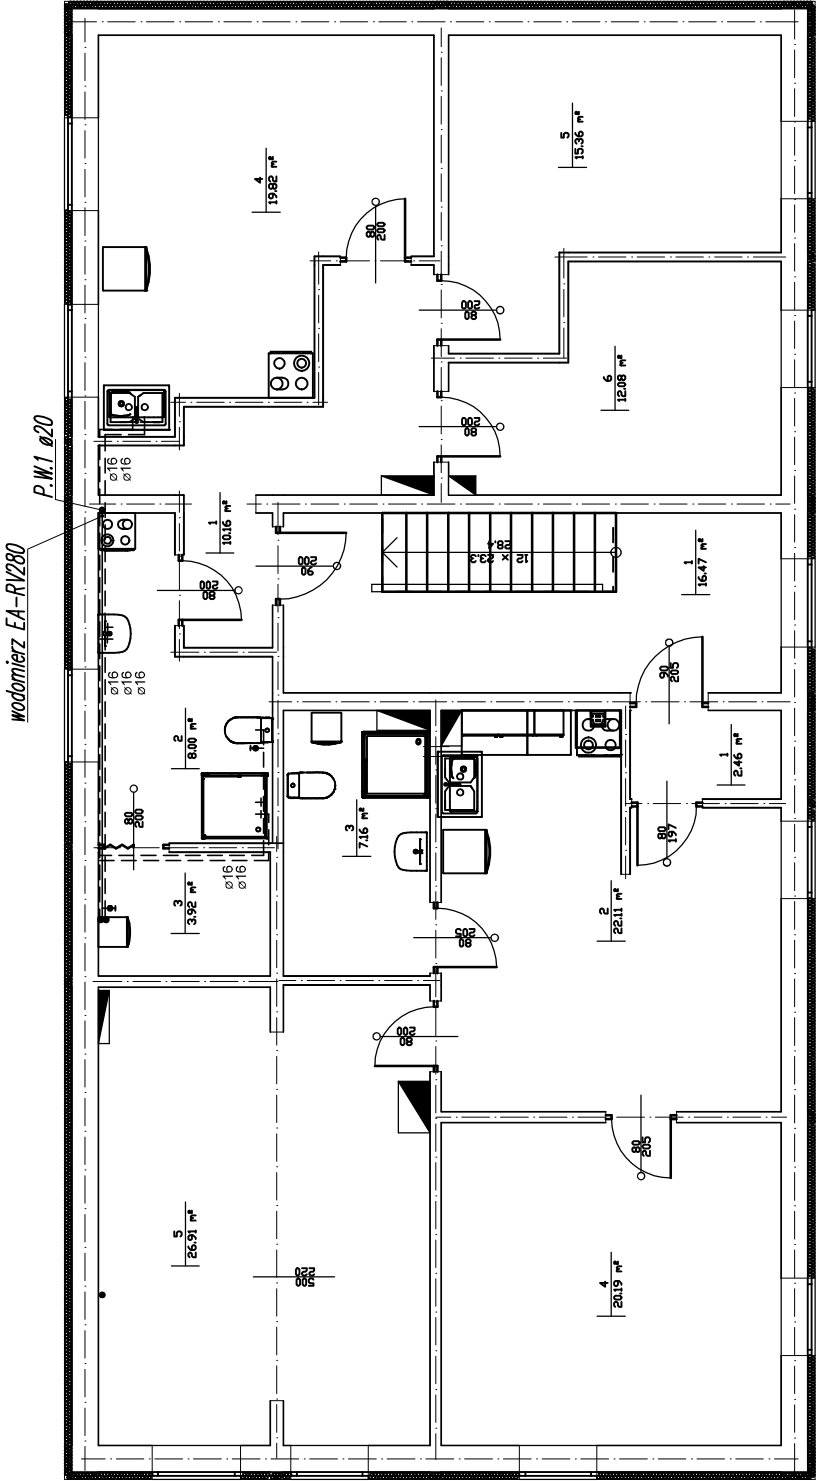 P.W.1 ø20
wodomierz EA-RV280
4
19.82 m²
5
15.36 m²
80
200
200
80
6
12.08 m²
200
80
ø16
ø16
1
10.16 m²
200
80
200
90
12 x 23.3
28.4
1
16.47 m²
ø16
ø16
ø16
90
205
2
8.00 m²
1
2.46 m²
80
200
3
7.16 m²
80
197
ø16
ø16
3
3.92 m²
2
22.11 m²
205
80
200
80
80
205
5
26.91 m²
220
200
4
20.19 m²